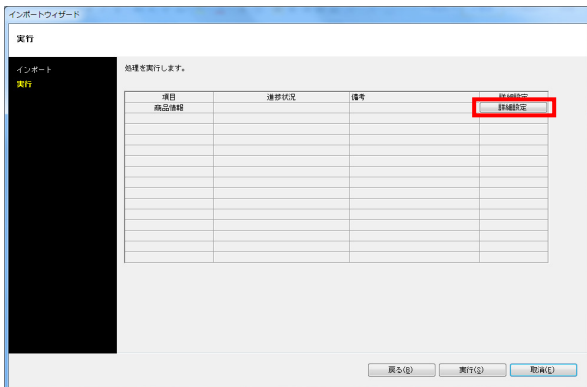 インポートウィザード
実行
インポート
実行
処理を実行します。
項目 進捗状況 備考 詳細設定
商品情報 詳細設定
戻る(B) 実行(S) 取消(E)